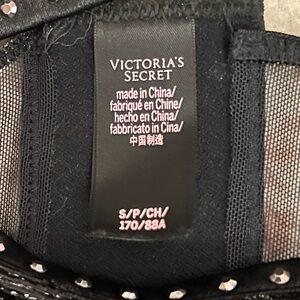 VICTORIA'S
SECRET
made in China/
fabriqué en Chine/
hecho en China/
fabbricato in Cina/
中国制造
S/P/CH/
170/88A